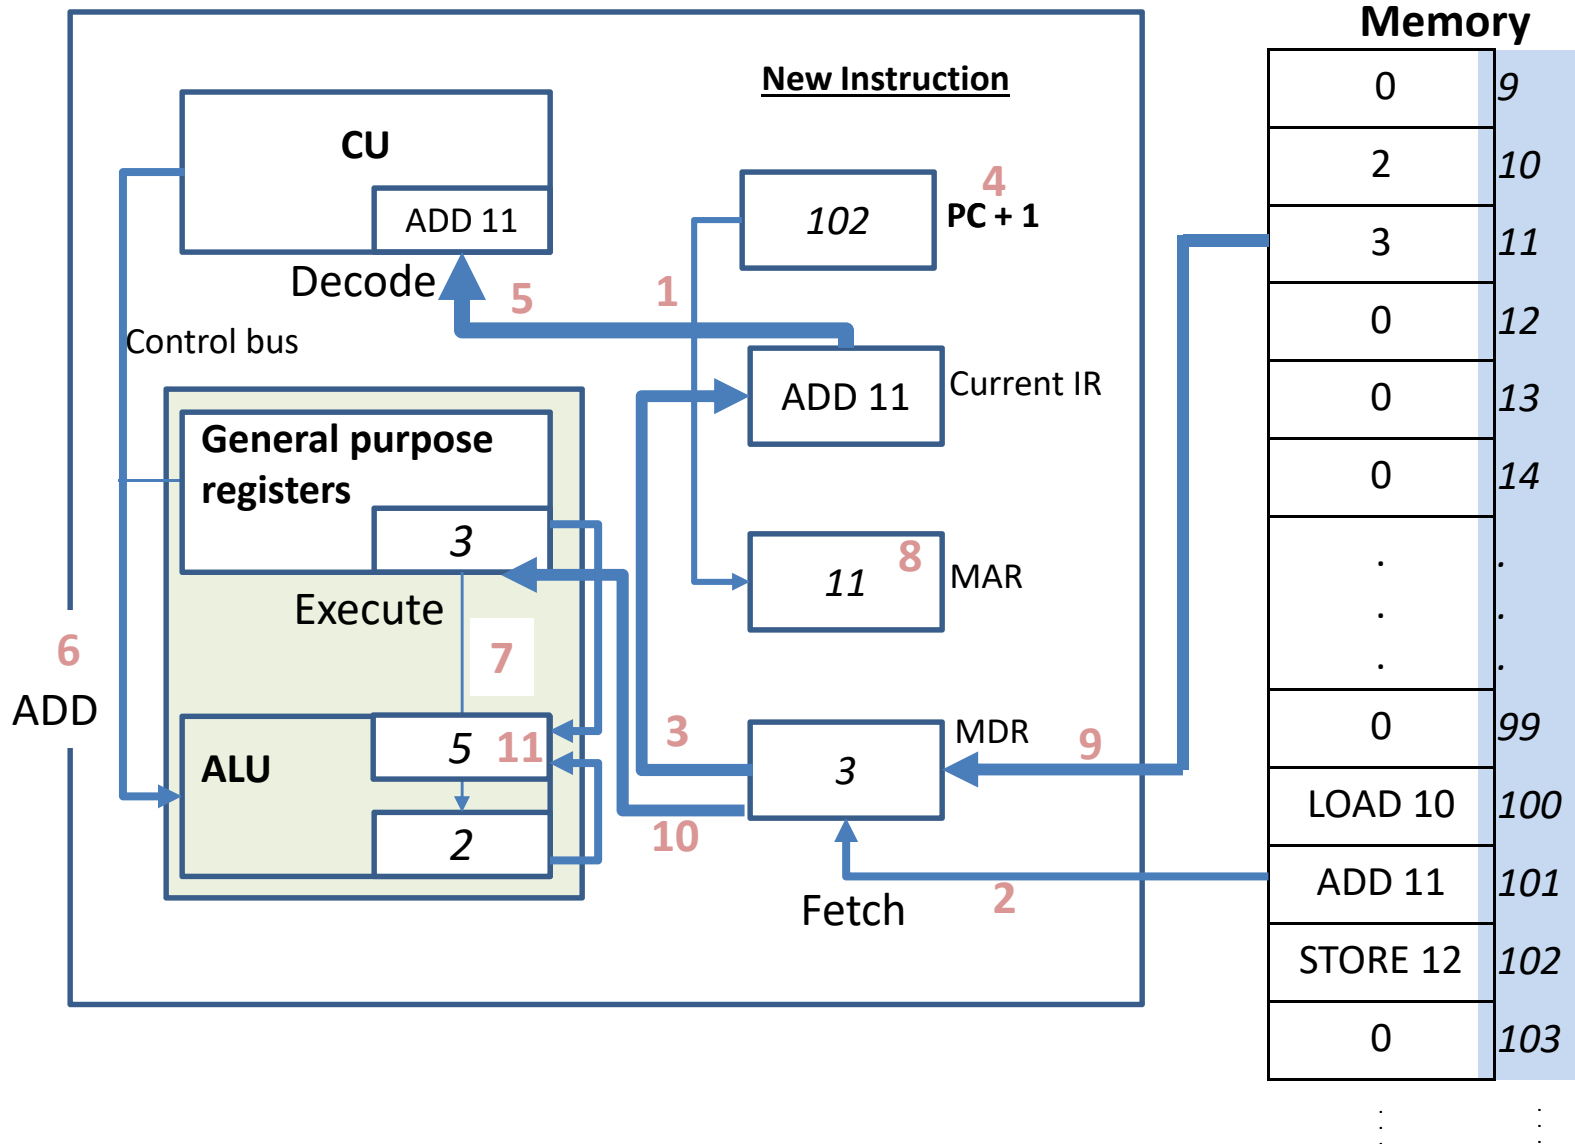 Memory
New Instruction
CU
ADD 11
Decode
5
1
102
4
PC + 1
Control bus
ADD 11
Current IR
General purpose
registers
3
Execute
11
8
MAR
6
ADD
7
ALU
5
11
2
3
10
3
MDR
9
Fetch
2
0 9
2 10
3 11
0 12
0 13
0 14
. .
. .
. .
0 99
LOAD 10 100
ADD 11 101
STORE 12 102
0 103
. .
. .
. .